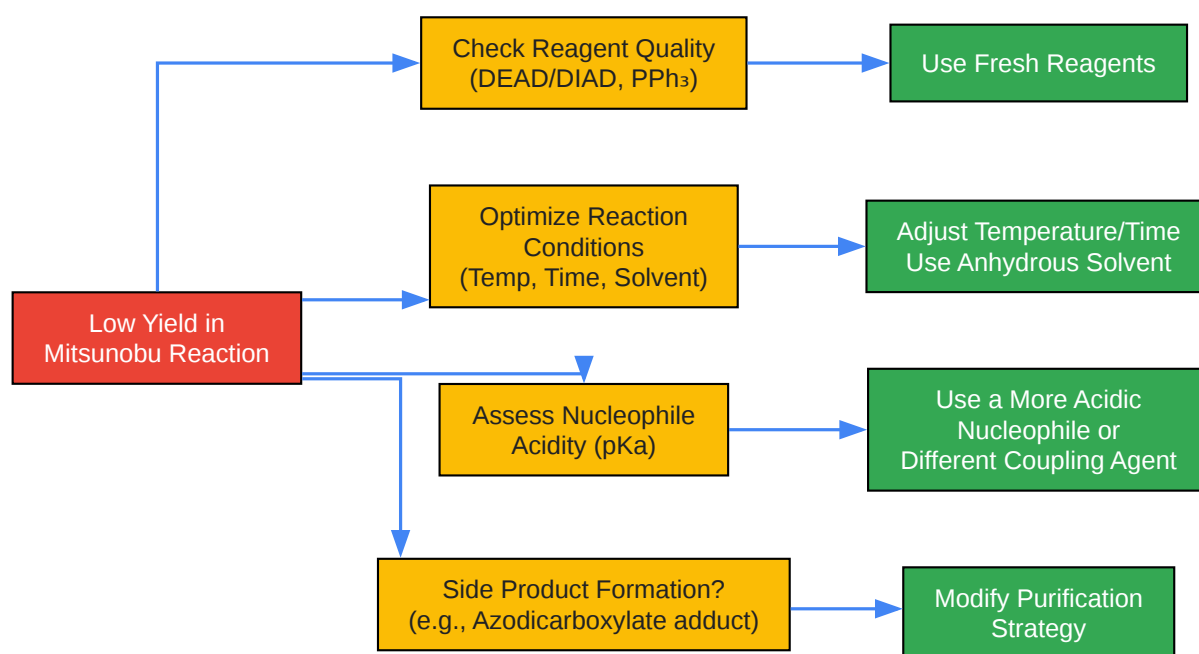 Check Reagent Quality
(DEAD/DIAD, PPh₃)
Use Fresh Reagents
Optimize Reaction
Conditions
(Temp, Time, Solvent)
Adjust Temperature/Time
Use Anhydrous Solvent
Low Yield in
Mitsunobu Reaction
Assess Nucleophile
Acidity (pKa)
Use a More Acidic
Nucleophile or
Different Coupling Agent
Side Product Formation?
(e.g., Azodicarboxylate adduct)
Modify Purification
Strategy